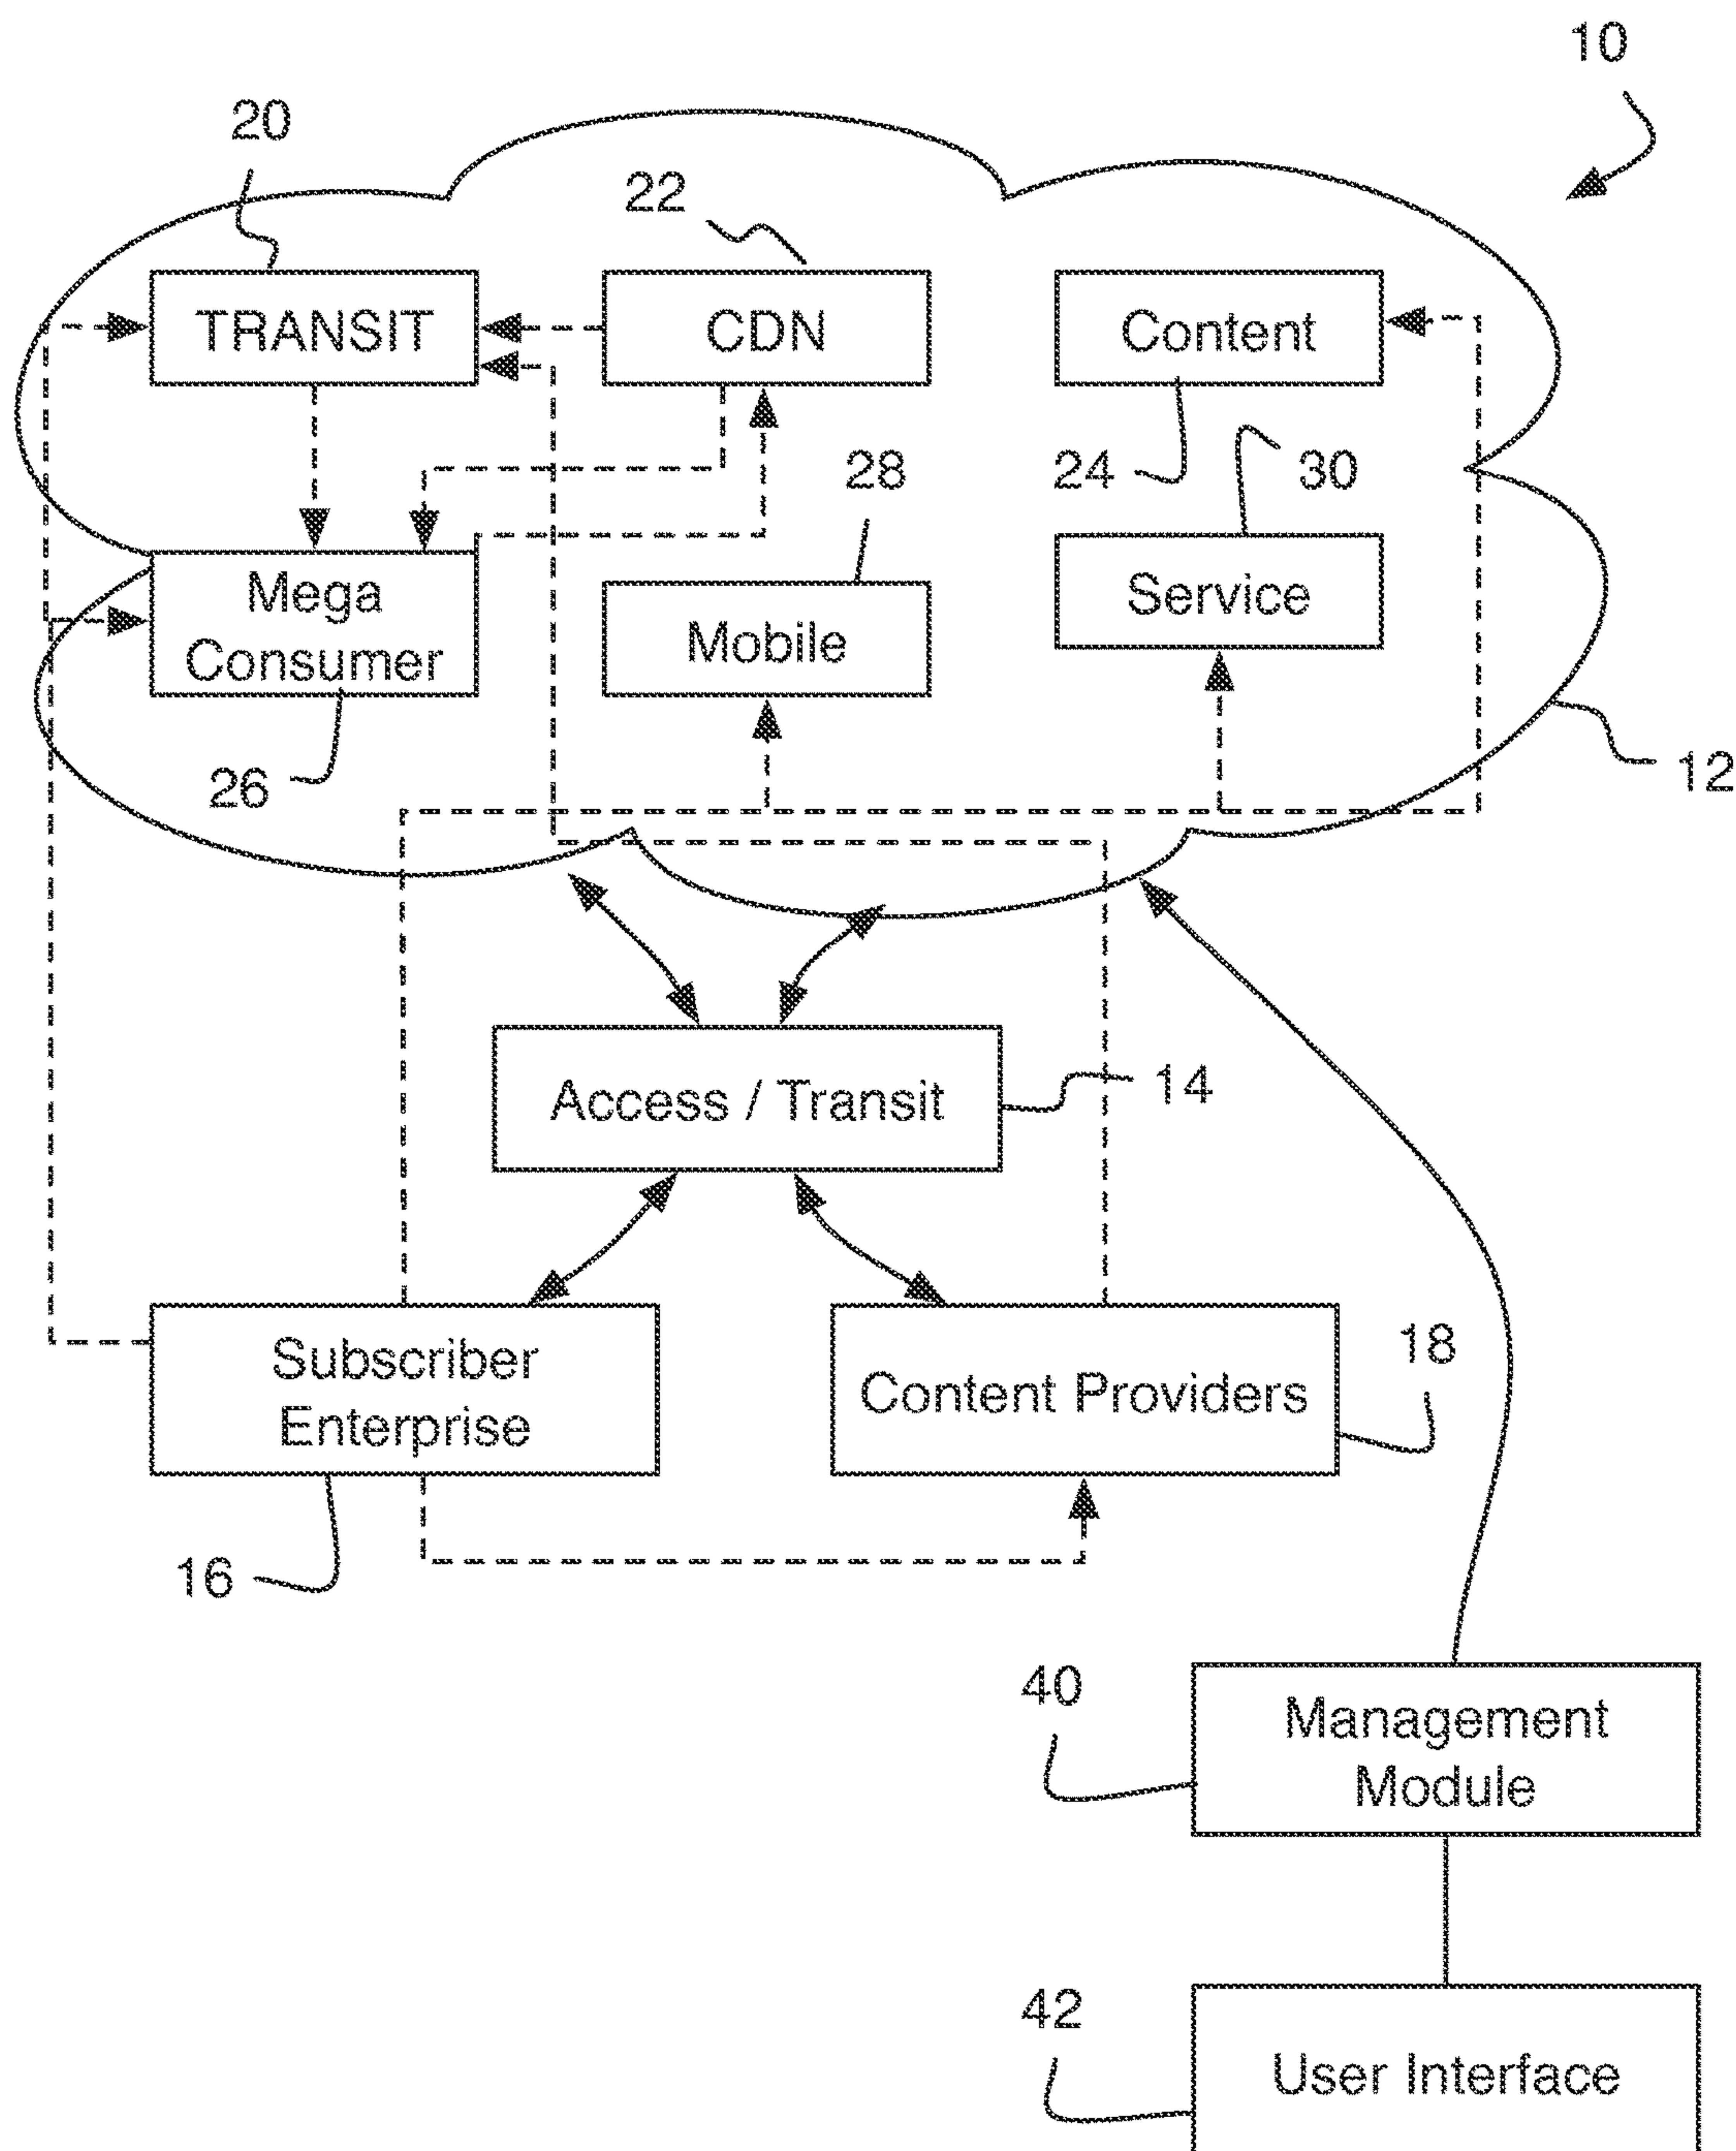 10
20
22
TRANSIT
CDN
Content
24
30
28
Mega
Consumer
Mobile
Service
26
12
Access / Transit
14
Subscriber
Enterprise
Content Providers
18
16
40
Management
Module
42
User Interface